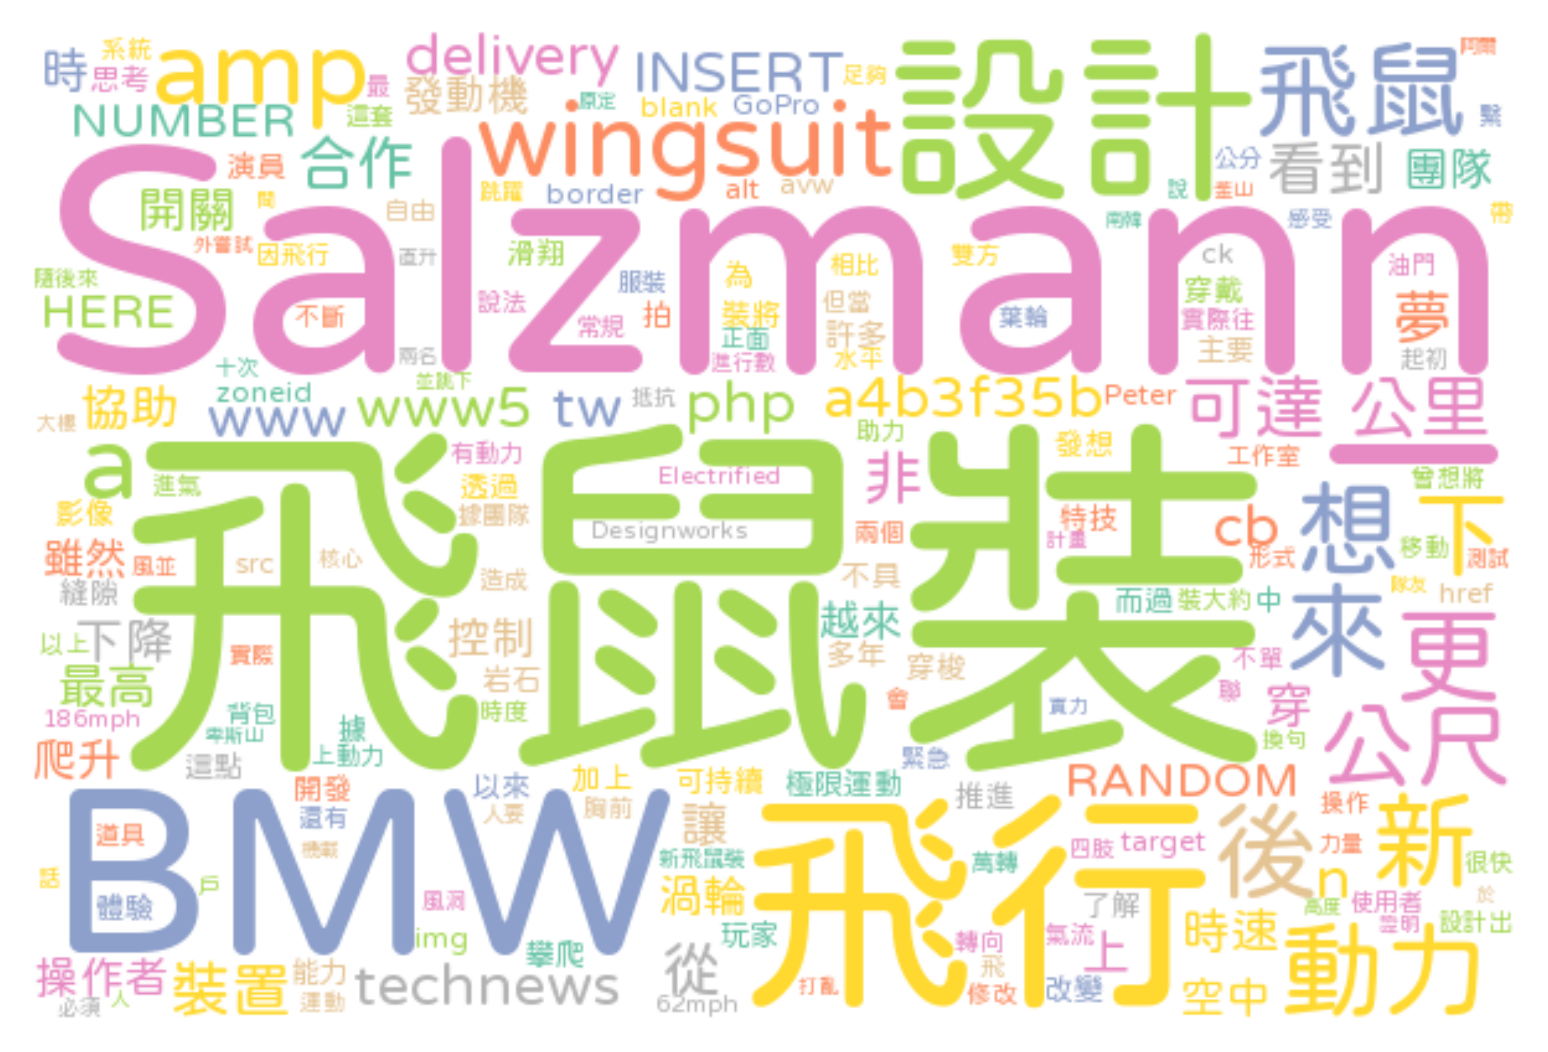 系統
時
思考
amp
最
這套
delivery
發動機
INSERT
原定
blank
GoPro
足夠
設計
飛鼠
阿爾
緊
NUMBER
演員
合作
wingsuit
跳躍
border
alt
avw
說
公分
釜山
看到
團隊
開關
間
自由
外嘗試
因飛行
直升
滑翔
Salzmann
南韓
感受
帶
隨後來
HERE
不斷
說法
服裝
常規
拍
為
裝將
正面
進行數
相比
但當
許多
水平
雙方
葉輪
ck
穿戴
實際往
主要
油門
夢
起初
十次
兩名
並跳下
zoneid
大樓
協助
www
www5
tw
抵抗
php
a4b3f35b
助力
Peter
可達
公里
一
a
進氣
有動力
透過
據團隊
Electrified
Designworks
非
兩個
發想
特技
計畫
工作室
cb
形式
曾想將
想
下
移動
測試
影像
雖然
風並
src
核心
造成
飛鼠裝
不具
越來
多年
穿梭
會
而過
裝大約
中
來
隊友
href
縫隙
以上
下降
最高
實際
控制
岩石
時度
不單
聯
穿
更
186mph
背包
卑斯山
據
上動力
爬升
這點
緊急
實力
換句
公尺
開發
還有
以來
人要
加上
胸前
可持續
極限運動
推進
RANDOM
BMW
道具
機載
話
體驗
戶
風洞
img
讓
新飛鼠裝
渦輪
玩家
飛行
萬轉
四肢
target
了解
後
操作
力量
n
高度
新
很快
使用者
證明
於
設計出
操作者
必須
人
裝置
能力
運動
technews
攀爬
從
62mph
打亂
轉向
飛
修改
氣流
上
改變
時速
空中
動力